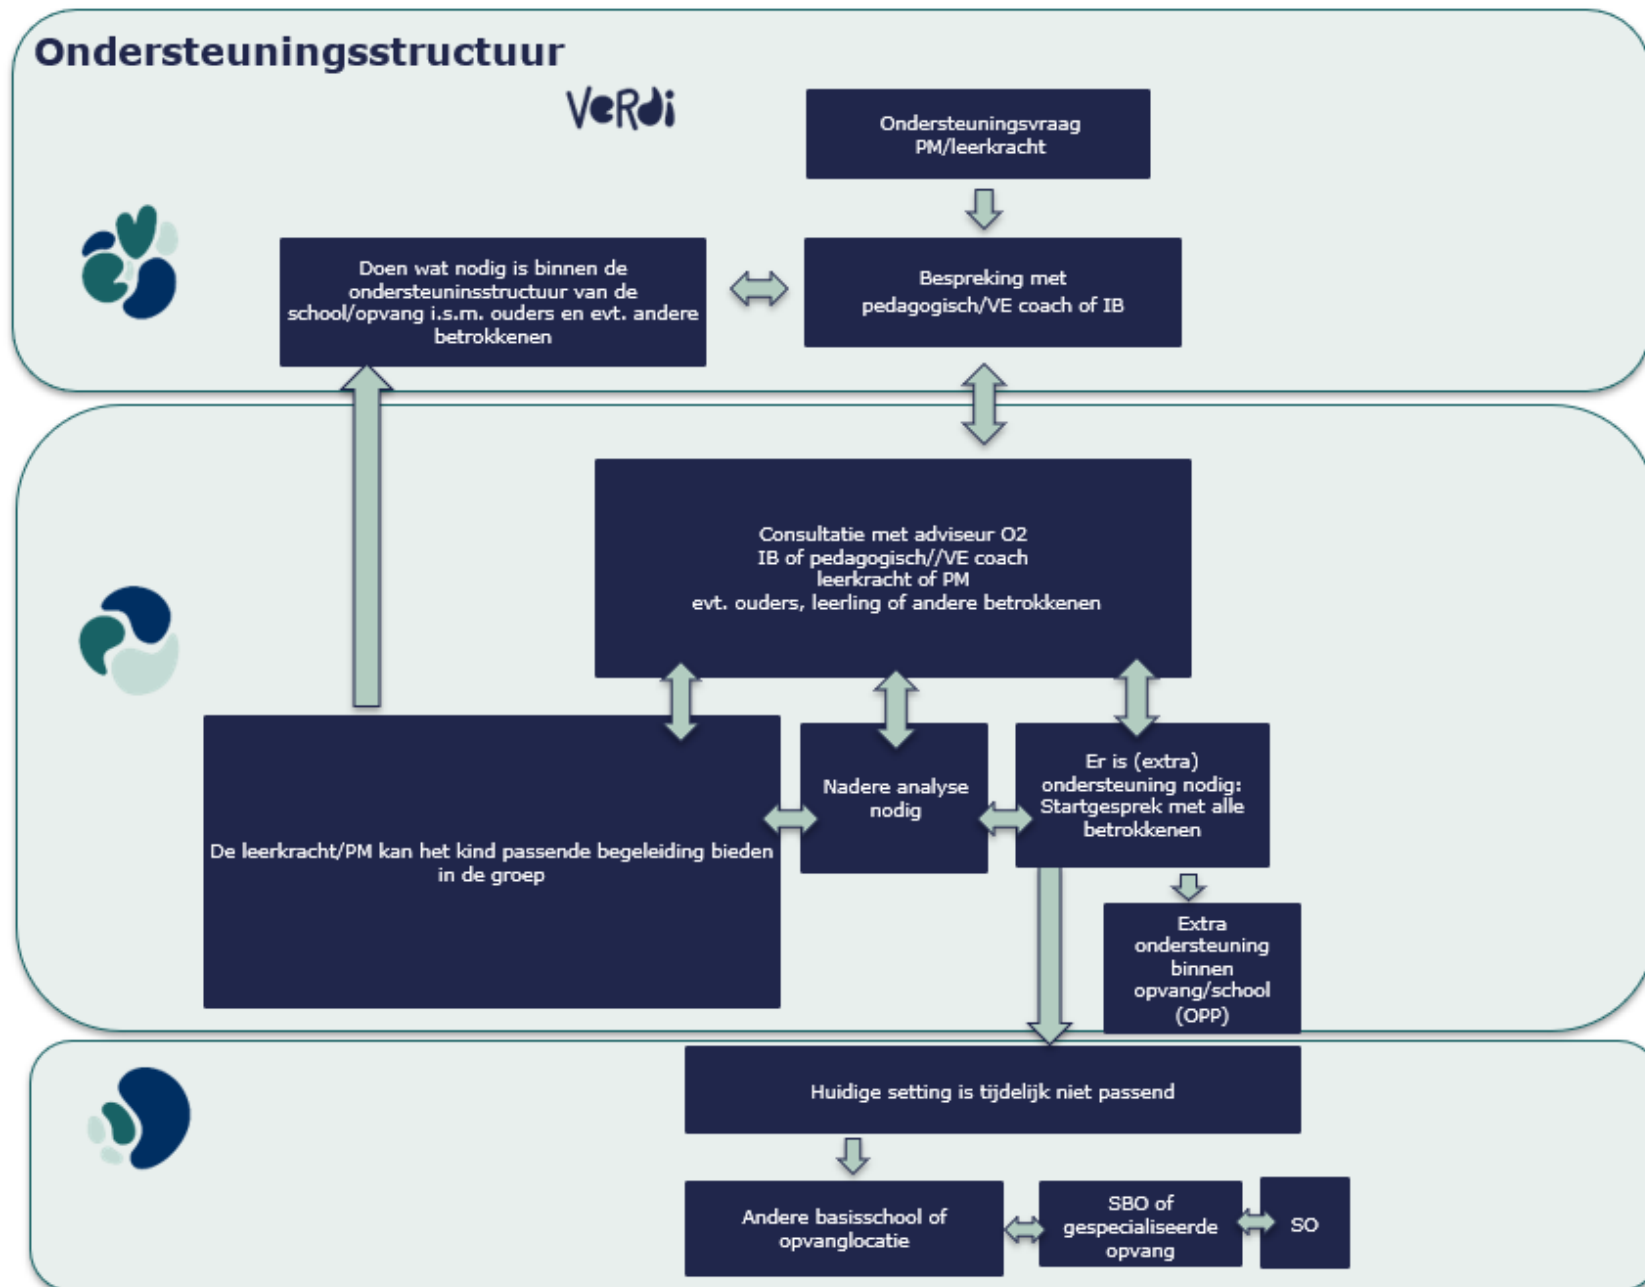 Ondersteuningsstructuur
VeRdi
Ondersteuningsvraag
PM/leerkracht
Doen wat nodig is binnen de
ondersteuninsstructuur van de
school/opvang i.s.m. ouders en evt. andere
betrokkenen
Bespreking met
pedagogisch/VE coach of IB
Consultatie met adviseur O2
IB of pedagogisch//VE coach
leerkracht of PM
evt. ouders, leerling of andere betrokkenen
De leerkracht/PM kan het kind passende begeleiding bieden
in de groep
Nadere analyse
nodig
Er is (extra)
ondersteuning nodig:
Startgesprek met alle
betrokkenen
Extra
ondersteuning
binnen
opvang/school
(OPP)
Huidige setting is tijdelijk niet passend
Andere basisschool of
opvanglocatie
SBO of
gespecialiseerde
opvang
SO